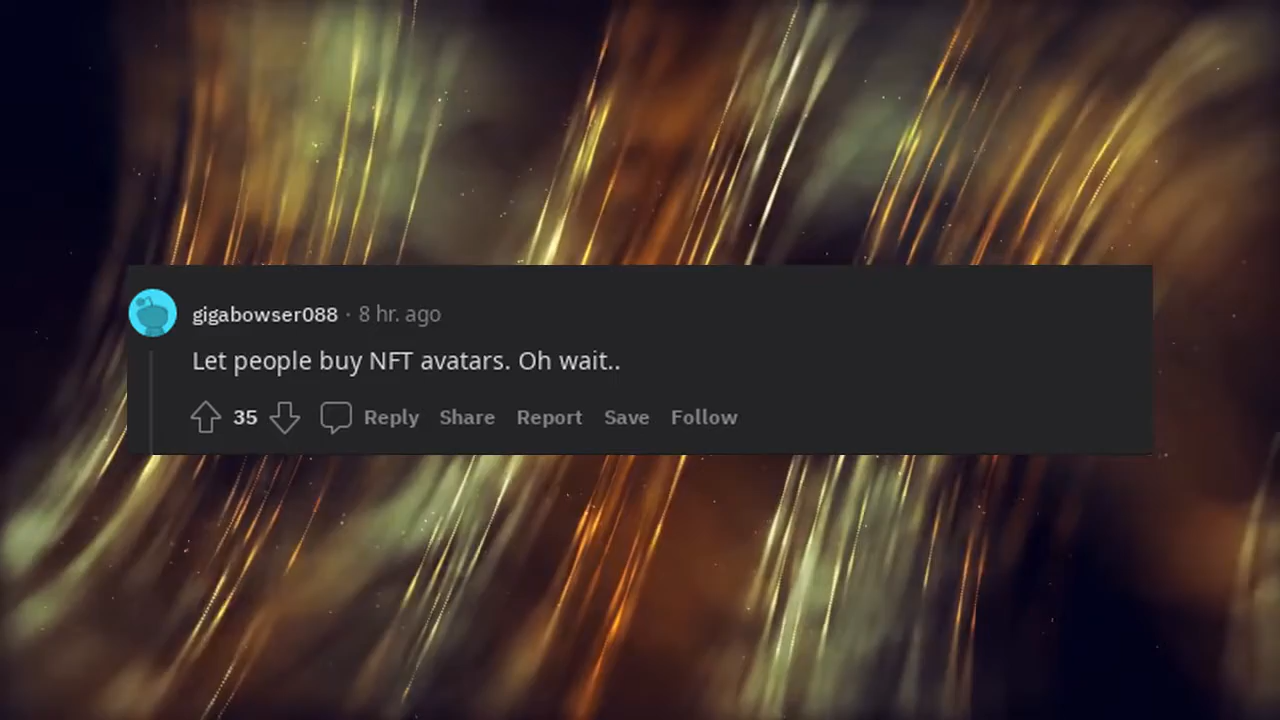 gigabowser088 · 8 hr. ago
Let people buy NFT avatars. Oh wait..
35 Reply Share Report Save Follow